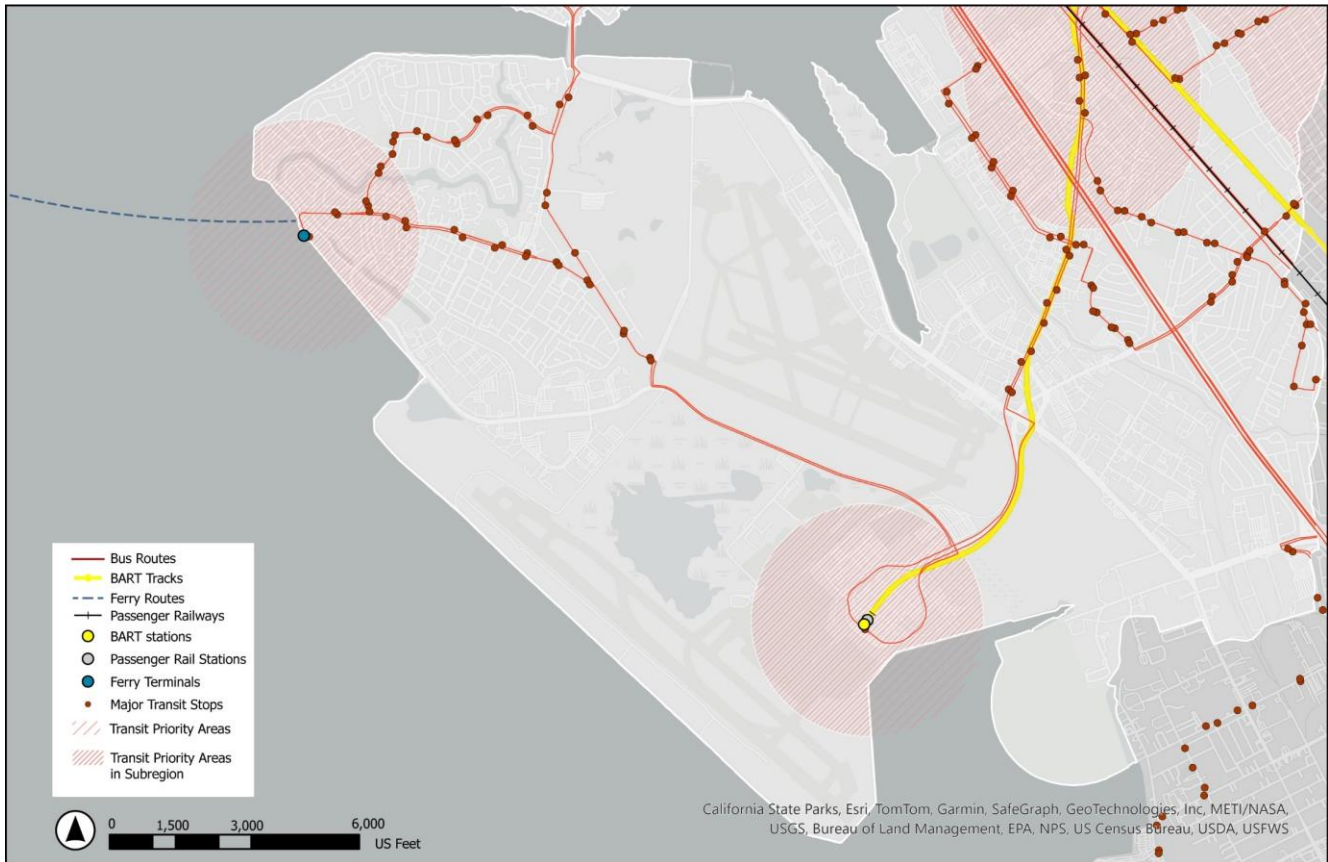 Bus Routes
BART Tracks
Ferry Routes
Passenger Railways
BART stations
Passenger Rail Stations
Ferry Terminals
Major Transit Stops
Transit Priority Areas
Transit Priority Areas
in Subregion
0 1,500 3,000 6,000
US Feet
California State Parks, Esri, TomTom, Garmin, SafeGraph, GeoTechnologies, Inc, METI/NASA,
USGS, Bureau of Land Management, EPA, NPS, US Census Bureau, USDA, USFWS